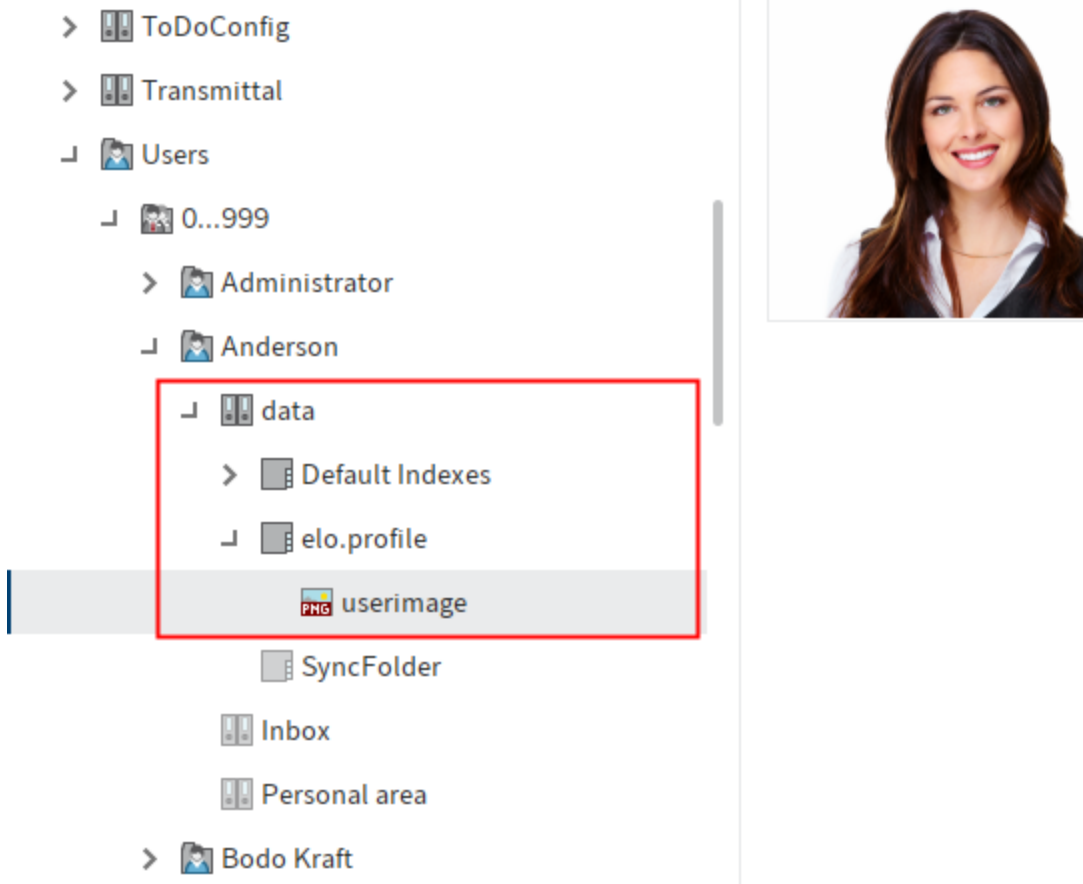 ToDoConfig
Transmittal
Users
0...999
Administrator
Anderson
data
Default Indexes
elo.profile
PNG userimage
SyncFolder
Inbox
Personal area
Bodo Kraft